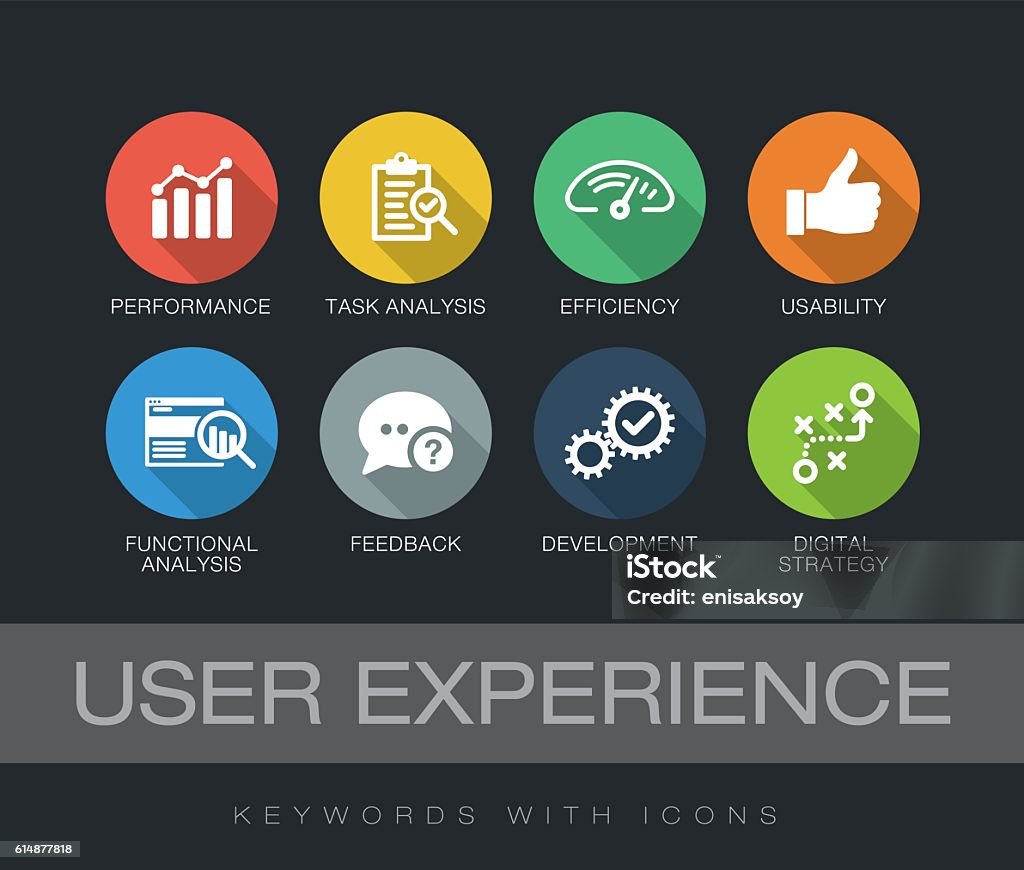 PERFORMANCE
TASK ANALYSIS
EFFICIENCY
USABILITY
?
FUNCTIONAL
ANALYSIS
FEEDBACK
DEVELOPMENT
DIGITAL
STRATEGY
iStock™
Credit: enisaksoy
USER EXPERIENCE
KEYWORDS WITH ICONS
614877818